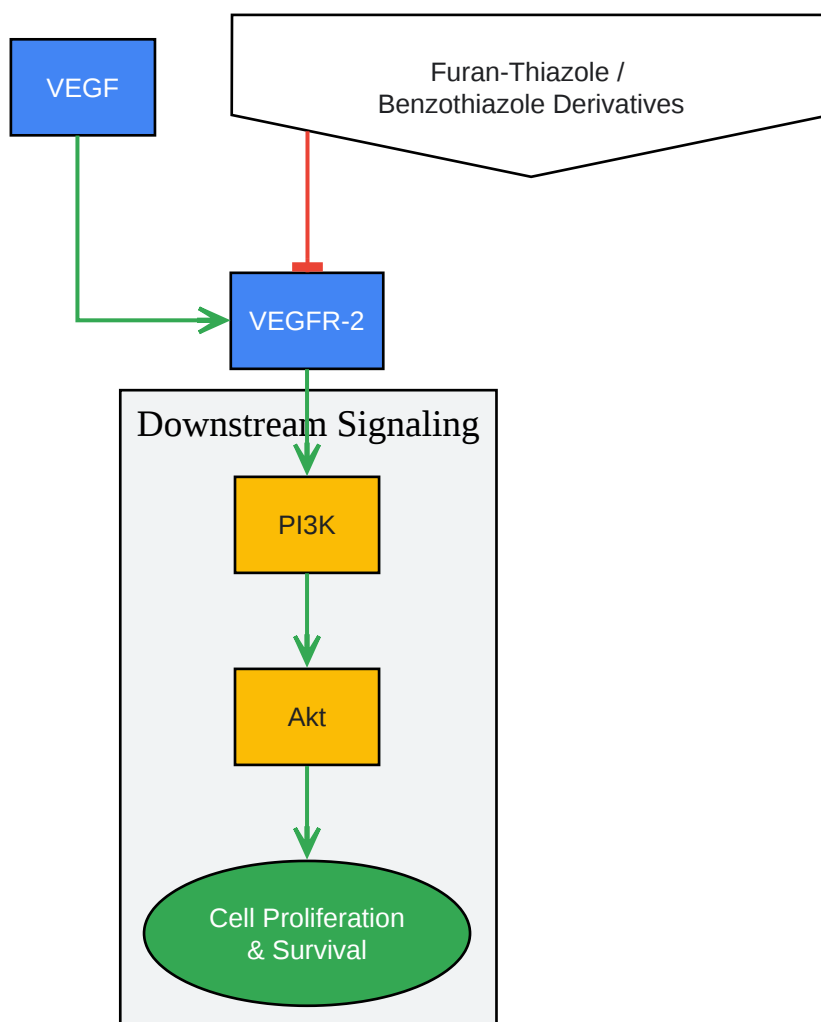 VEGF
Furan-Thiazole /
Benzothiazole Derivatives
VEGFR-2
Downstream Signaling
PI3K
Akt
Cell Proliferation
& Survival